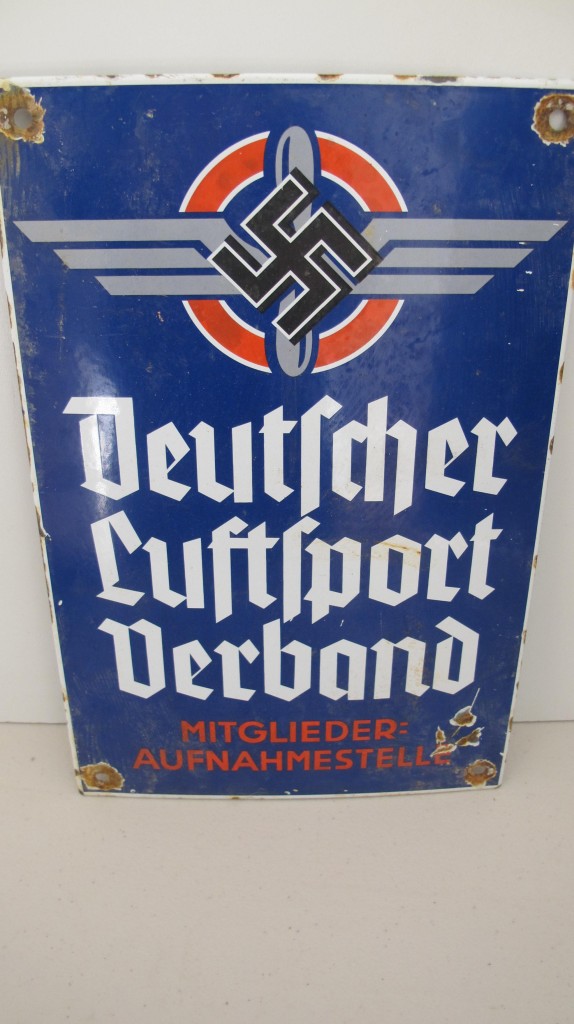 Deutſcher
Luftſport
Verband
MITGLIEDER=
AUFNAHMESTELLE